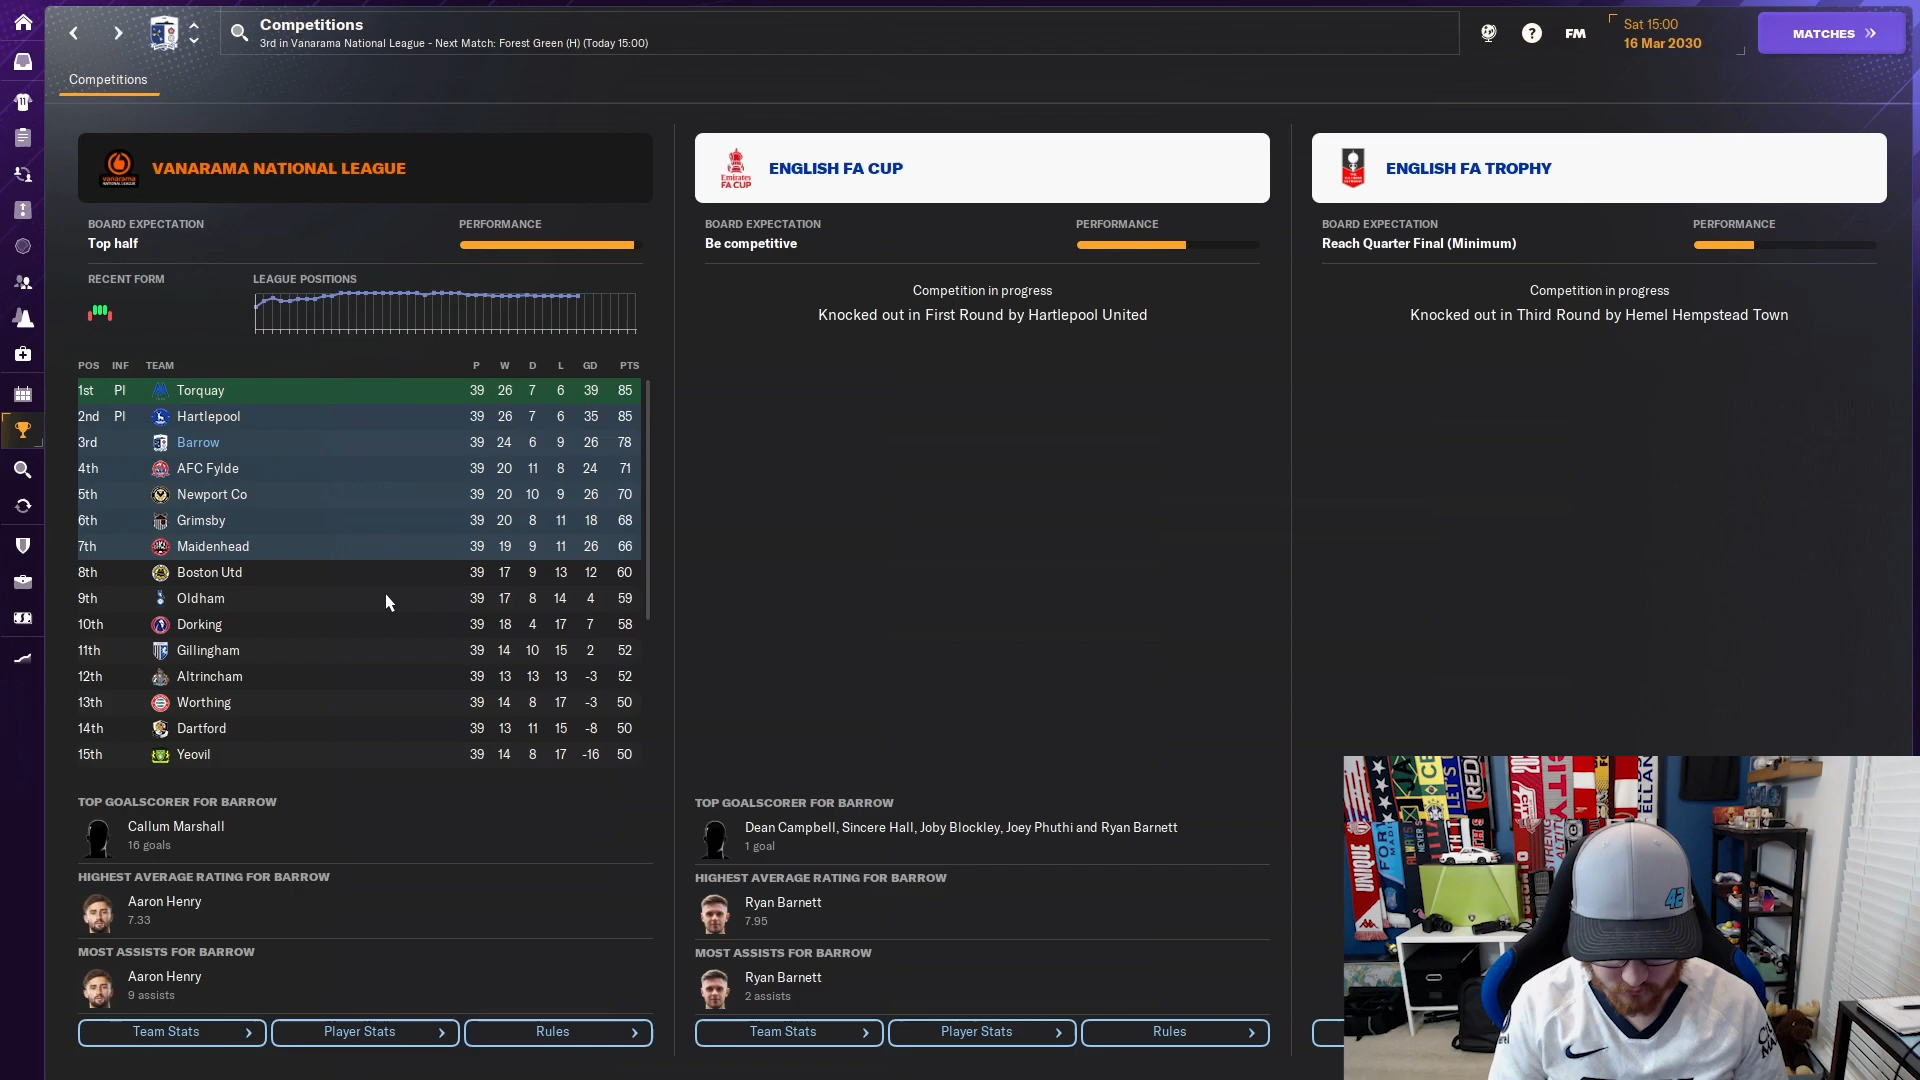 Competitions
3rd in Vanarama National League - Next Match: Forest Green (H) (Today 15:00)
FM
Sat 15:00
16 Mar 2030
MATCHES
Competitions
VANARAMA NATIONAL LEAGUE
BOARD EXPECTATION
PERFORMANCE
Top half
RECENT FORM
LEAGUE POSITIONS
POS INF TEAM P W D L GD PTS
1st PI Torquay 39 26 7 6 39 85
2nd PI Hartlepool 39 26 7 6 35 85
3rd Barrow 39 24 6 9 26 78
4th AFC Fylde 39 20 11 8 24 71
5th Newport Co 39 20 10 9 26 70
6th Grimsby 39 20 8 11 18 68
7th Maidenhead 39 19 9 11 26 66
8th Boston Utd 39 17 9 13 12 60
9th Oldham 39 17 8 14 4 59
10th Dorking 39 18 4 17 7 58
11th Gillingham 39 14 10 15 2 52
12th Altrincham 39 13 13 13 -3 52
13th Worthing 39 14 8 17 -3 50
14th Dartford 39 13 11 15 -8 50
15th Yeovil 39 14 8 17 -16 50
TOP GOALSCORER FOR BARROW
Callum Marshall
16 goals
HIGHEST AVERAGE RATING FOR BARROW
Aaron Henry
7.33
MOST ASSISTS FOR BARROW
Aaron Henry
9 assists
Team Stats
Player Stats
Rules
Emirates
FA CUP
ENGLISH FA CUP
BOARD EXPECTATION
PERFORMANCE
Be competitive
Competition in progress
Knocked out in First Round by Hartlepool United
TOP GOALSCORER FOR BARROW
Dean Campbell, Sincere Hall, Joby Blockley, Joey Phuthi and Ryan Barnett
1 goal
HIGHEST AVERAGE RATING FOR BARROW
Ryan Barnett
7.95
MOST ASSISTS FOR BARROW
Ryan Barnett
2 assists
Team Stats
Player Stats
Rules
ENGLISH FA TROPHY
BOARD EXPECTATION
PERFORMANCE
Reach Quarter Final (Minimum)
Competition in progress
Knocked out in Third Round by Hemel Hempstead Town
UNIQUE
42